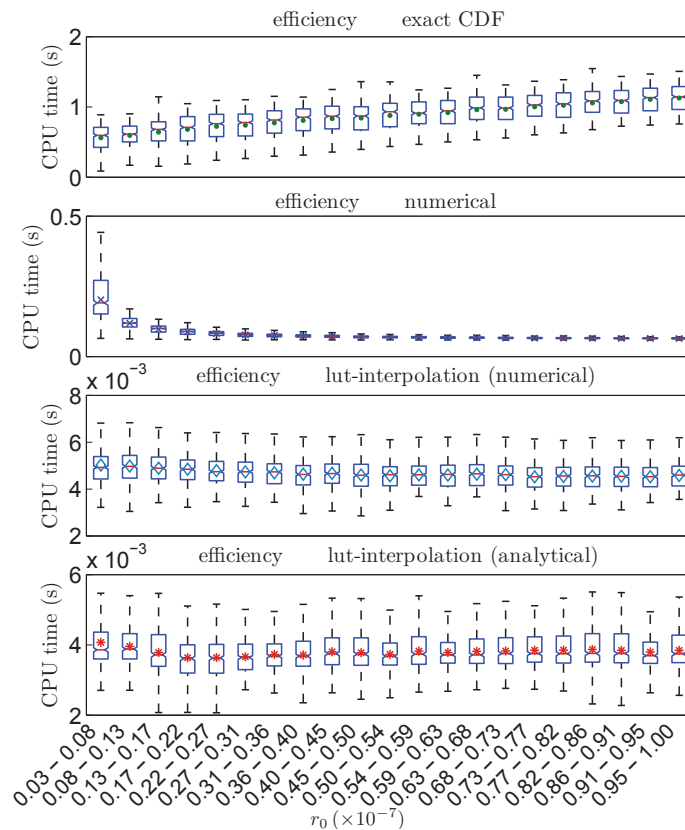 efficiency exact CDF
CPU time (s)
2
1
0
efficiency numerical
CPU time (s)
0.5
0
x 10⁻³
efficiency lut-interpolation (numerical)
CPU time (s)
8
6
4
2
x 10⁻³
efficiency lut-interpolation (analytical)
CPU time (s)
6
4
2
0.03 – 0.08
0.08 – 0.13
0.13 – 0.17
0.17 – 0.22
0.22 – 0.27
0.27 – 0.31
0.31 – 0.36
0.36 – 0.40
0.40 – 0.45
0.45 – 0.50
0.50 – 0.54
0.54 – 0.59
0.59 – 0.63
0.63 – 0.68
0.68 – 0.73
0.73 – 0.77
0.77 – 0.82
0.82 – 0.86
0.86 – 0.91
0.91 – 0.95
0.95 – 1.00
r₀ (×10⁻⁷)